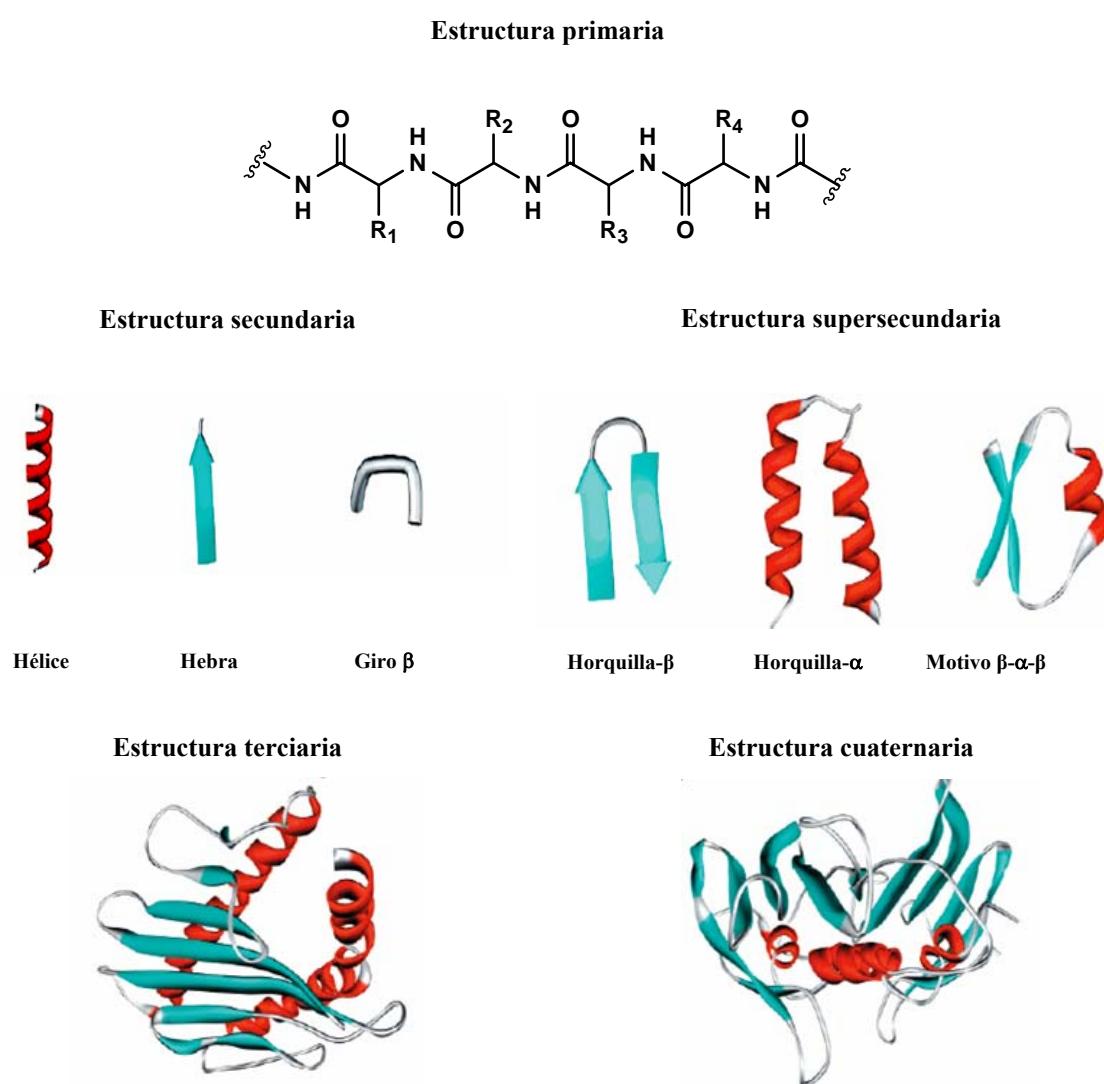 Estructura primaria
O R2 O R4 O
H H
N N
N N N
H H H
R1 O R3 O
Estructura secundaria
Estructura supersecundaria
Hélice
Hebra
Giro β
Horquilla-β
Horquilla-α
Motivo β-α-β
Estructura terciaria
Estructura cuaternaria